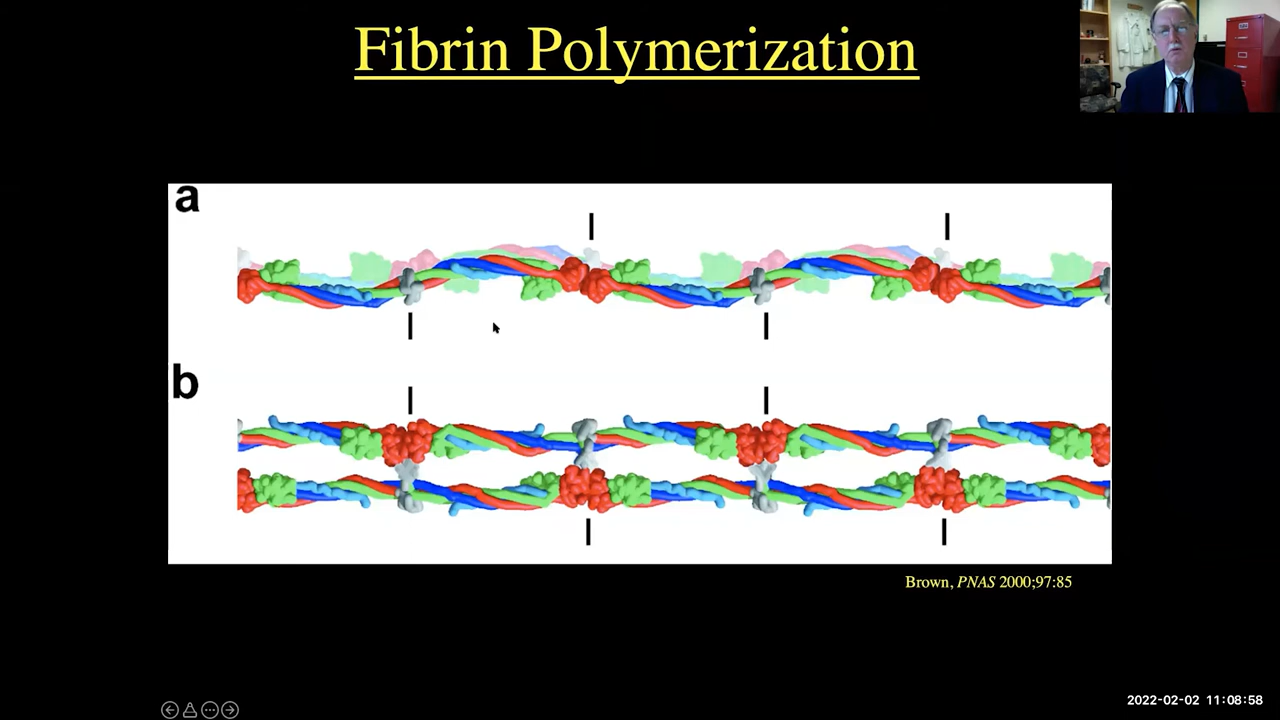 Fibrin Polymerization
a
b
Brown, PNAS 2000;97:85
2022-02-02 11:08:58